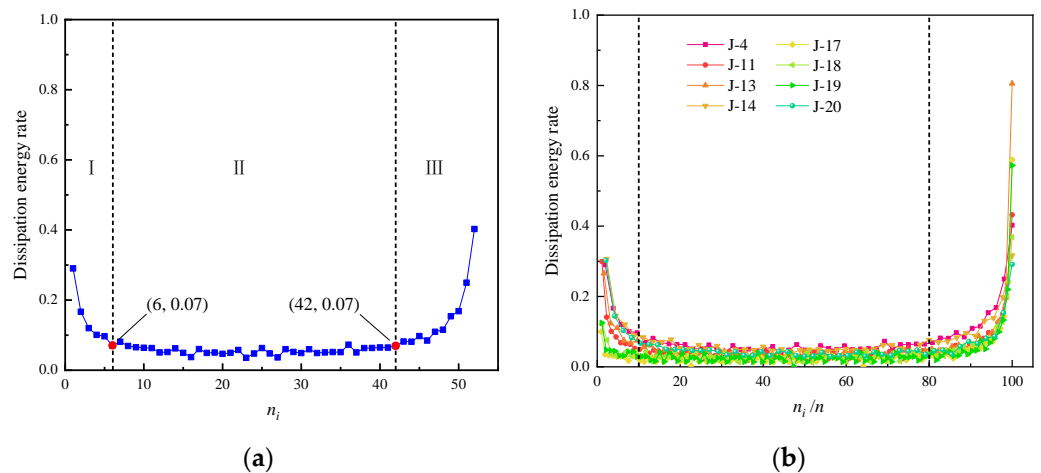 1.0
0.8
0.6
0.4
0.2
0.0
Dissipation energy rate
I
II
III
(6, 0.07)
(42, 0.07)
0 10 20 30 40 50
n_i
(a)
1.0
0.8
0.6
0.4
0.2
0.0
Dissipation energy rate
J-4 J-17
J-11 J-18
J-13 J-19
J-14 J-20
0 20 40 60 80 100
n_i /n
(b)